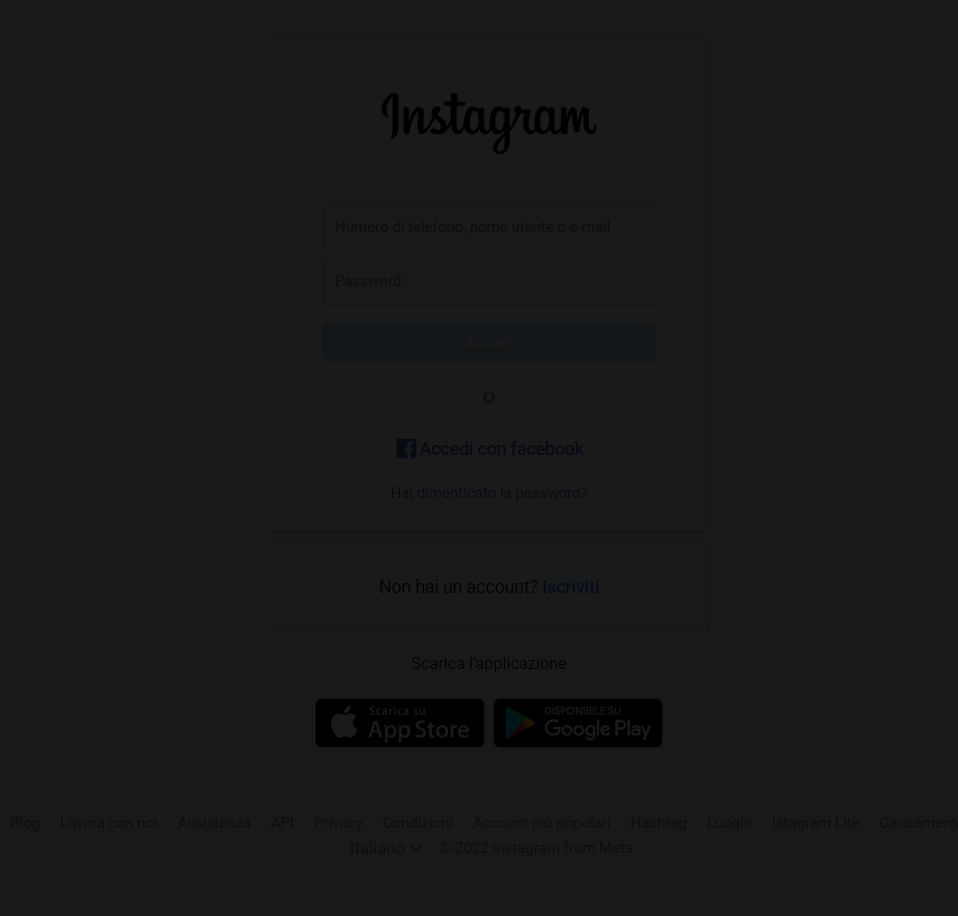 Instagram
Numero di telefono, nome utente o e-mail
Password
Accedi
O
Accedi con facebook
Hai dimenticato la password?
Non hai un account? Iscriviti
Scarica l'applicazione
Scarica su
App Store
DISPONIBILE SU
Google Play
Blog Lavora con noi Assistenza API Privacy Condizioni Account più popolari Hashtag Luoghi Istagram Lite Caricament
Italiano © 2022 Instagram from Meta